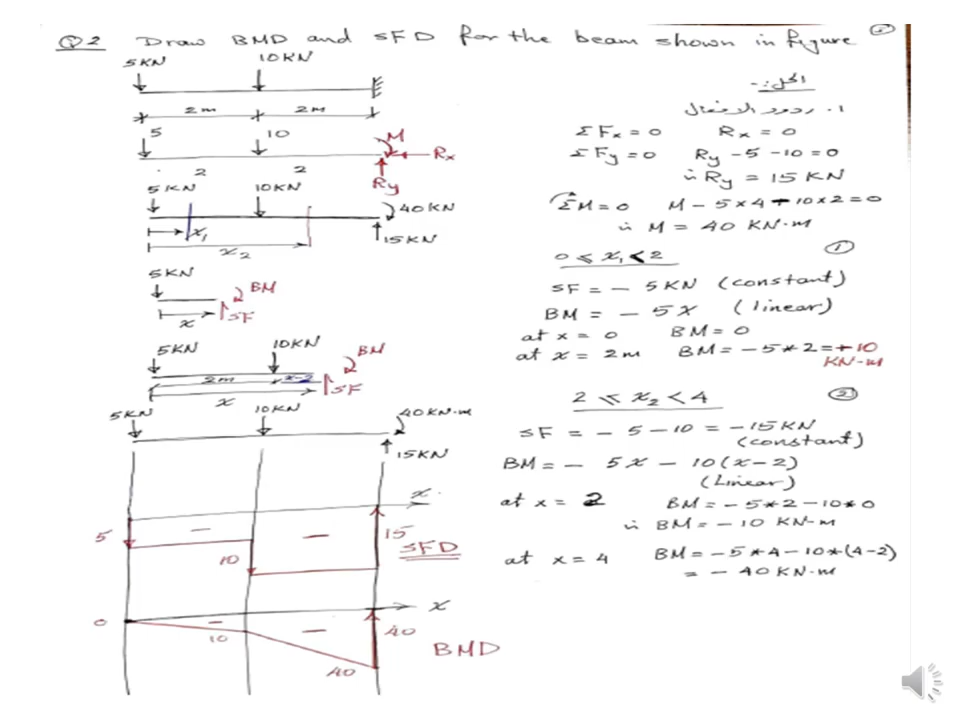 Q2 Draw BMD and SFD for the beam shown in figure
5KN 10KN
2m 2M
5 10
M
Rx
2 2
Ry
5KN 10KN
40KN
x1
15KN
x2
5KN
BM
x SF
5KN 10KN BM
2m x-2
x SF
5KN 10KN 40KN·m
15KN
x
5 - - 15
10 SFD
x
0 - - 40
10
40 BMD
الحل:-
١. ردود الافعال
ΣFx = 0 Rx = 0
ΣFy = 0 Ry - 5 - 10 = 0
∴ Ry = 15 KN
ΣM = 0 M - 5×4 - 10×2 = 0
∴ M = 40 KN·m
0 ≤ x1 < 2 ①
SF = - 5KN (constant)
BM = - 5x (linear)
at x = 0 BM = 0
at x = 2m BM = -5*2 = -10
KN-m
2 ≤ x2 < 4 ②
SF = - 5 - 10 = -15KN
(constant)
BM = - 5x - 10(x-2)
(Linear)
at x = 2 BM = -5*2 - 10*0
∴ BM = - 10 KN-m
at x = 4 BM = -5*4 - 10*(4-2)
= - 40KN·m